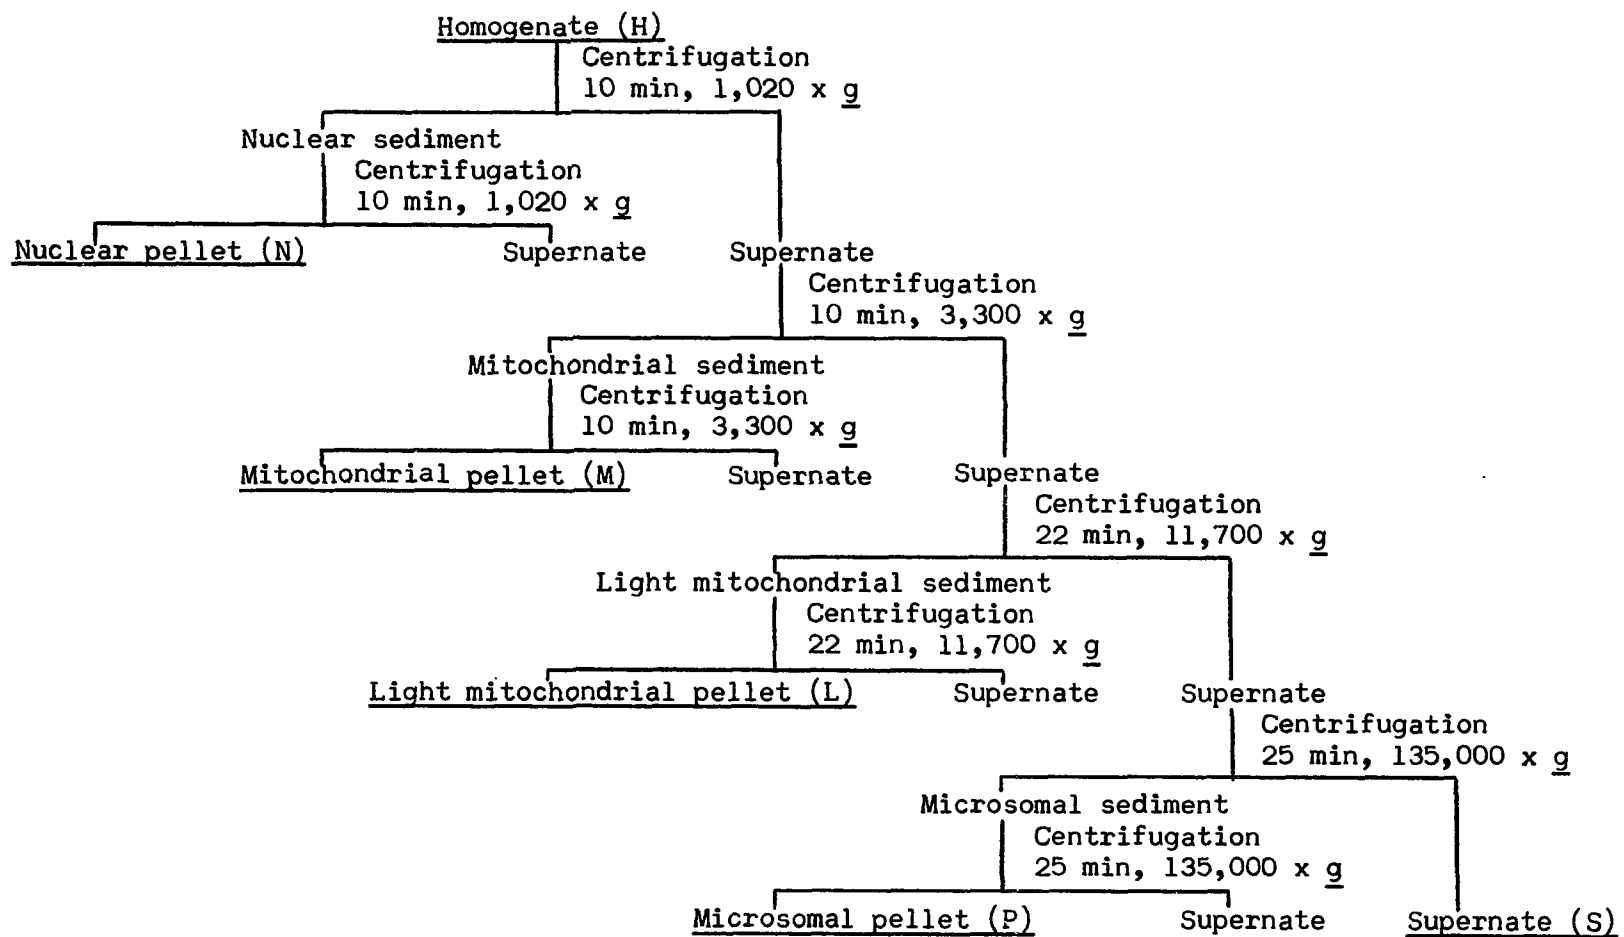 Homogenate (H)
Centrifugation
10 min, 1,020 x g
Nuclear sediment
Centrifugation
10 min, 1,020 x g
Nuclear pellet (N)
Supernate
Supernate
Centrifugation
10 min, 3,300 x g
Mitochondrial sediment
Centrifugation
10 min, 3,300 x g
Mitochondrial pellet (M)
Supernate
Supernate
Centrifugation
22 min, 11,700 x g
Light mitochondrial sediment
Centrifugation
22 min, 11,700 x g
Light mitochondrial pellet (L)
Supernate
Supernate
Centrifugation
25 min, 135,000 x g
Microsomal sediment
Centrifugation
25 min, 135,000 x g
Microsomal pellet (P)
Supernate
Supernate (S)